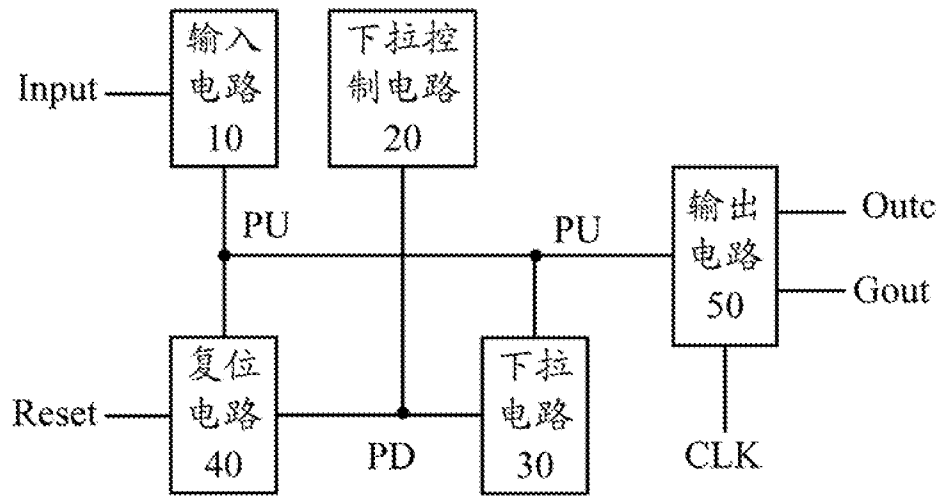 Input
输入
电路
10
下拉控
制电路
20
PU
PU
输出
电路
50
Outc
Gout
Reset
复位
电路
40
PD
下拉
电路
30
CLK